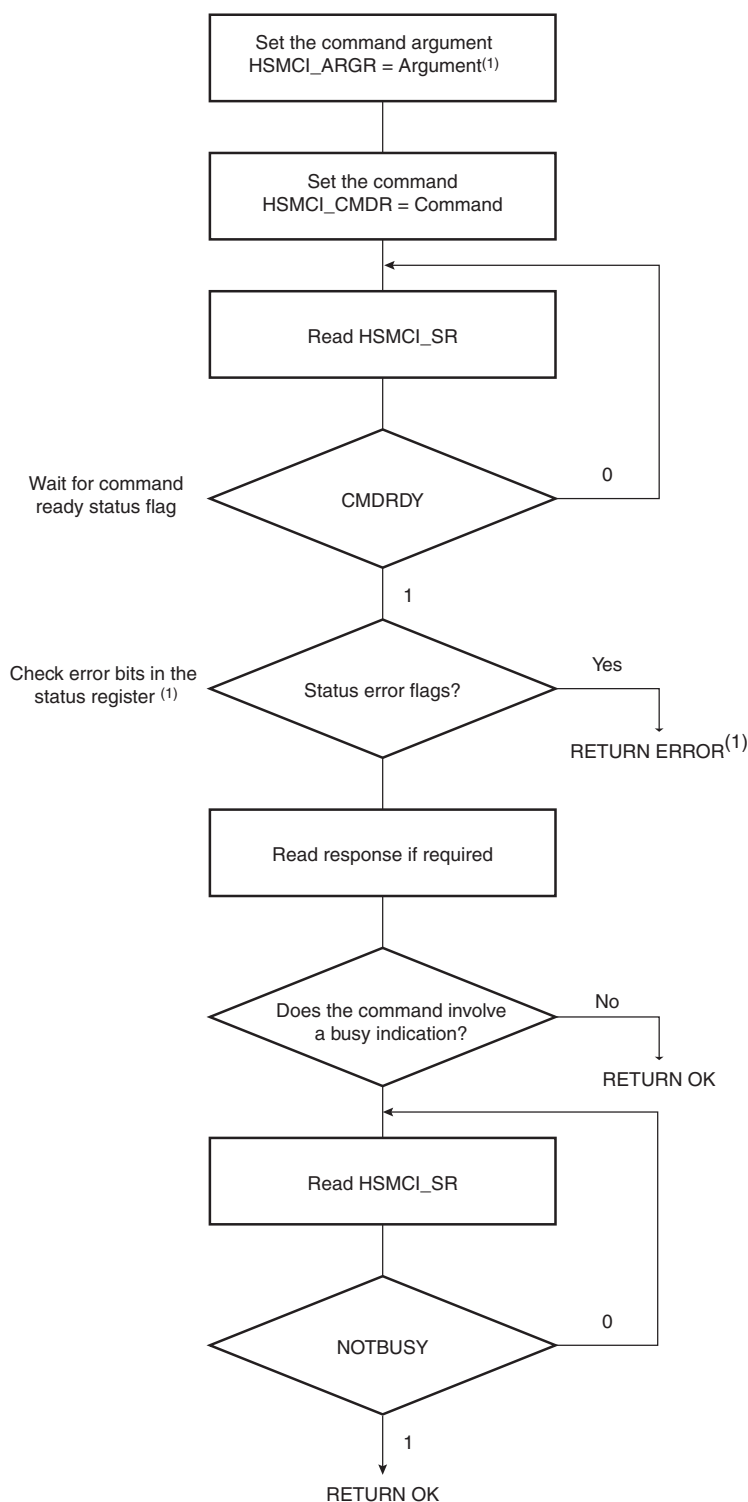 Set the command argument
HSMCI_ARGR = Argument(1)
Set the command
HSMCI_CMDR = Command
Read HSMCI_SR
Wait for command
ready status flag
CMDRDY
0
1
Check error bits in the
status register (1)
Status error flags?
Yes
RETURN ERROR(1)
Read response if required
Does the command involve
a busy indication?
No
RETURN OK
Read HSMCI_SR
NOTBUSY
0
1
RETURN OK